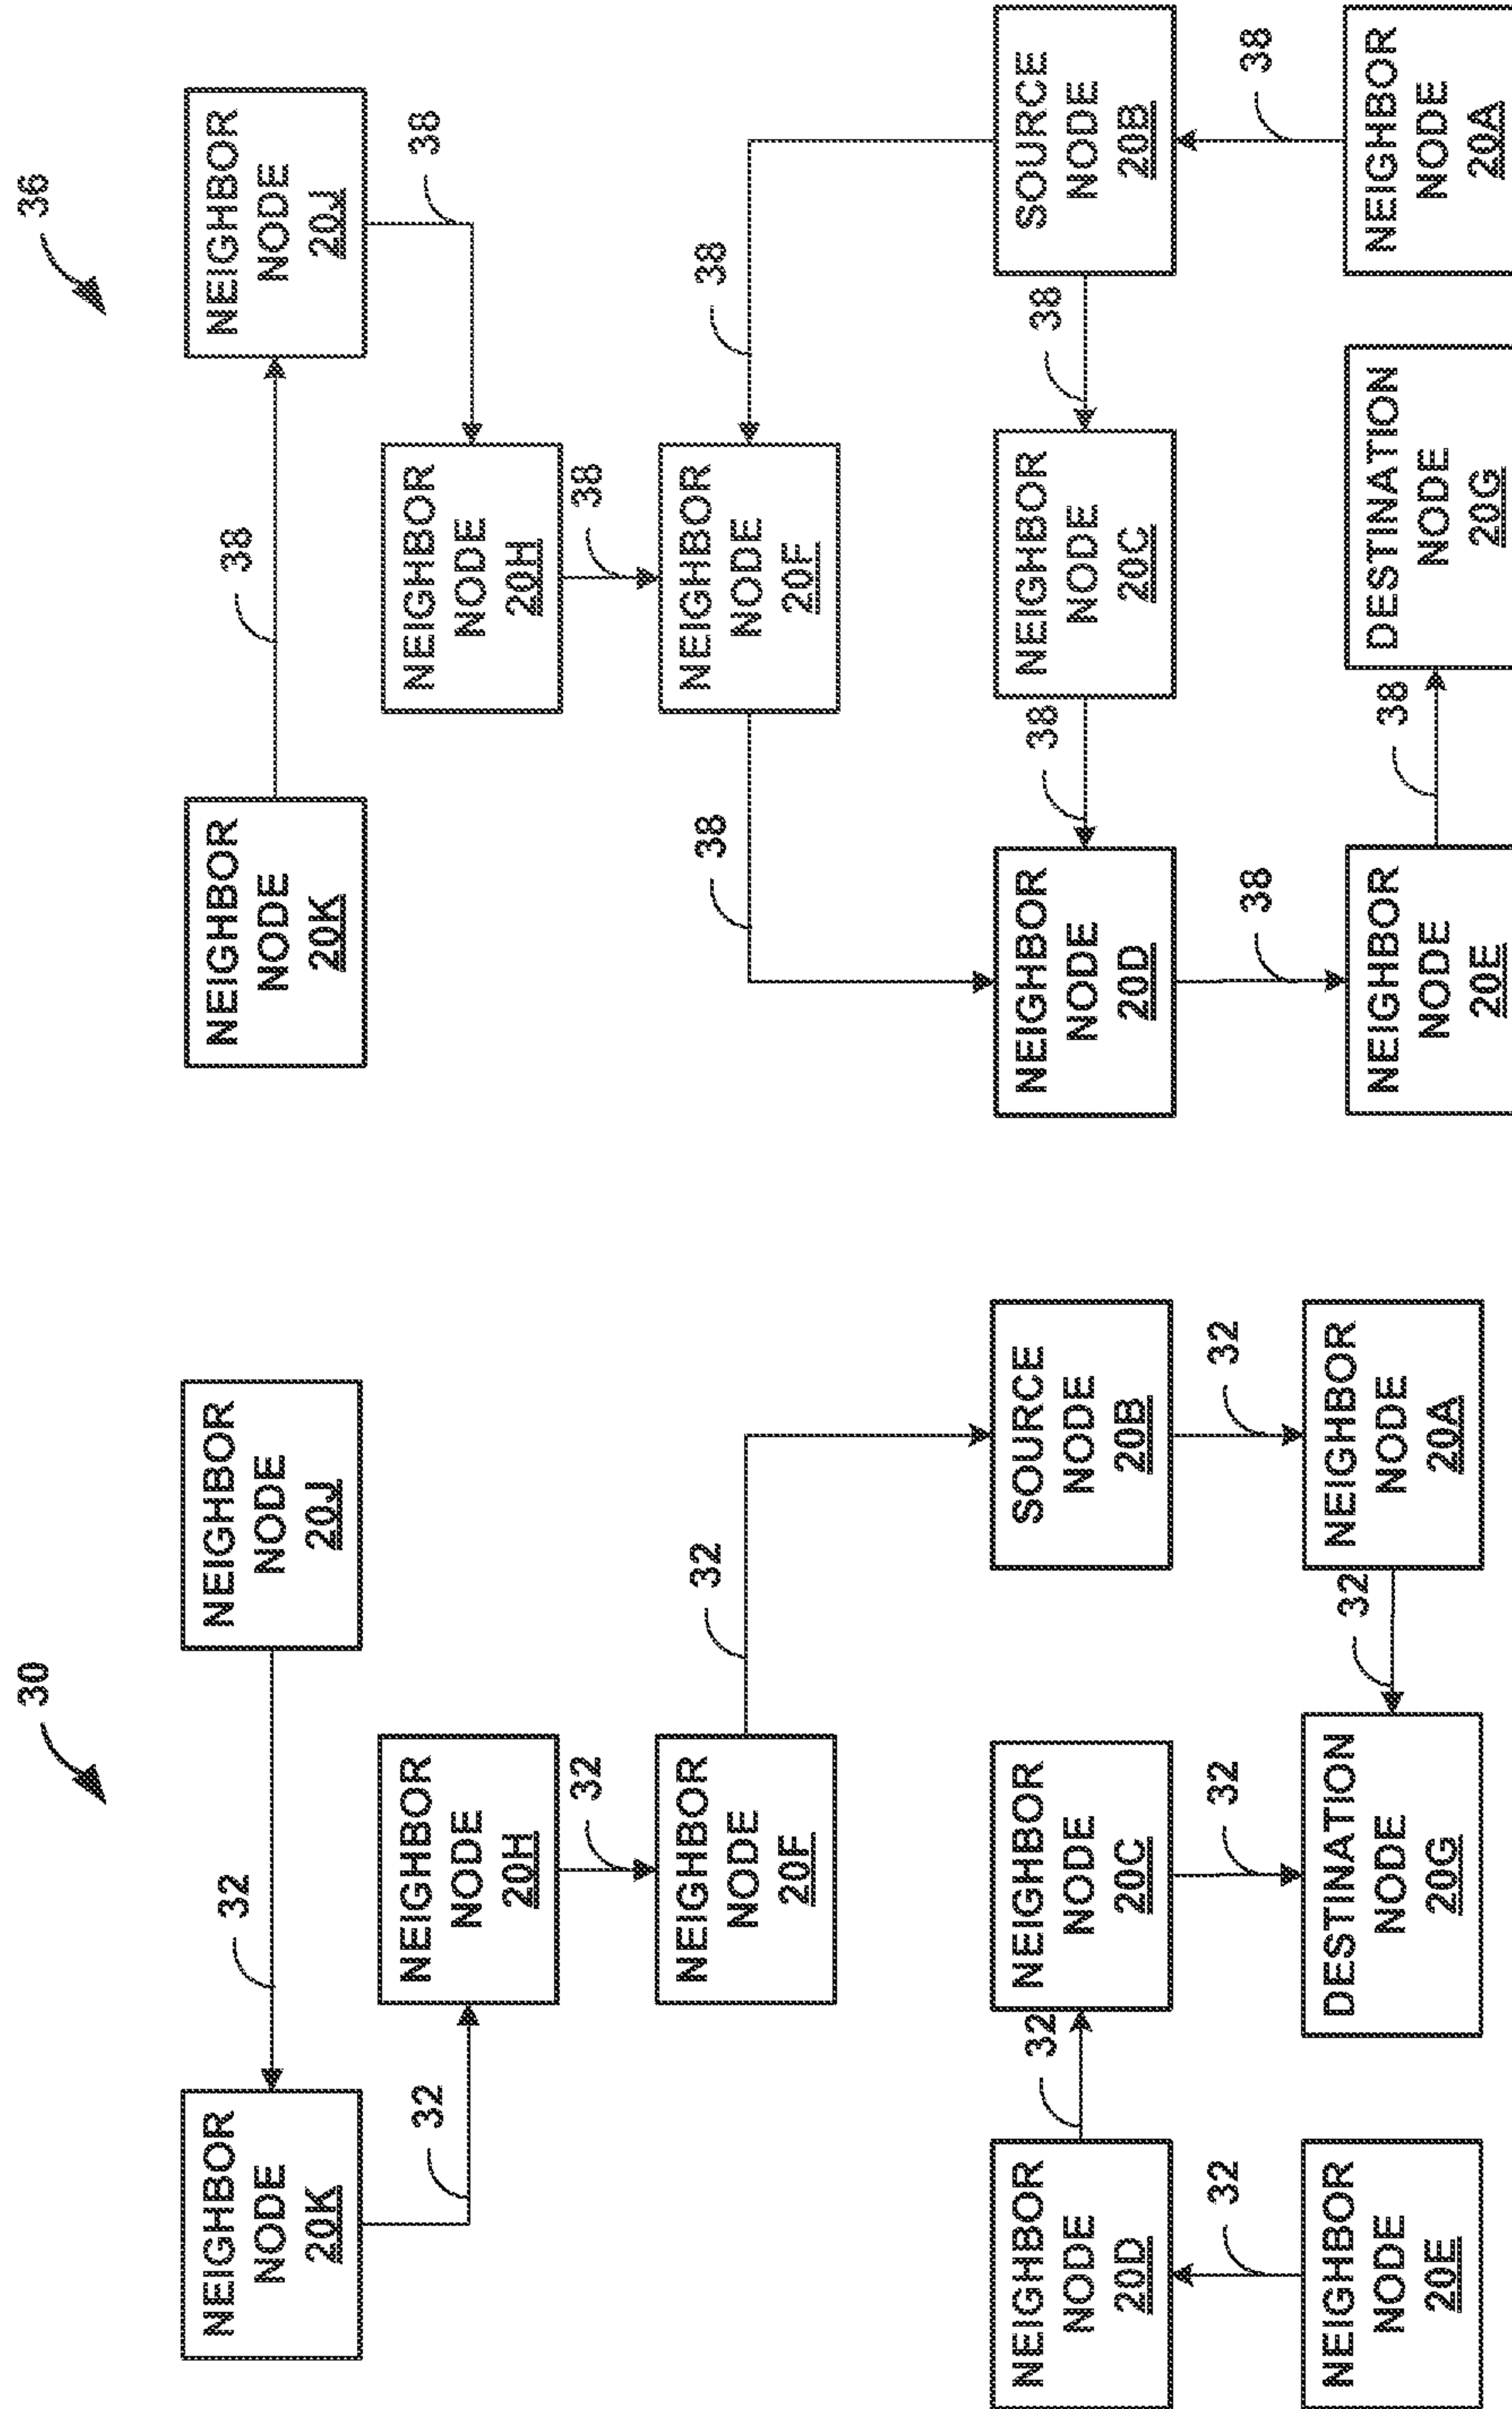 30
NEIGHBOR
NODE
20K
32
NEIGHBOR
NODE
20J
32
NEIGHBOR
NODE
20H
32
NEIGHBOR
NODE
20F
32
NEIGHBOR
NODE
20D
32
NEIGHBOR
NODE
20C
SOURCE
NODE
20B
32
32
32
NEIGHBOR
NODE
20E
DESTINATION
NODE
20G
32
NEIGHBOR
NODE
20A
36
NEIGHBOR
NODE
20K
38
NEIGHBOR
NODE
20J
38
NEIGHBOR
NODE
20H
38
38
NEIGHBOR
NODE
20F
38
NEIGHBOR
NODE
20D
38
NEIGHBOR
NODE
20C
38
SOURCE
NODE
20B
38
38
NEIGHBOR
NODE
20E
38
DESTINATION
NODE
20G
NEIGHBOR
NODE
20A